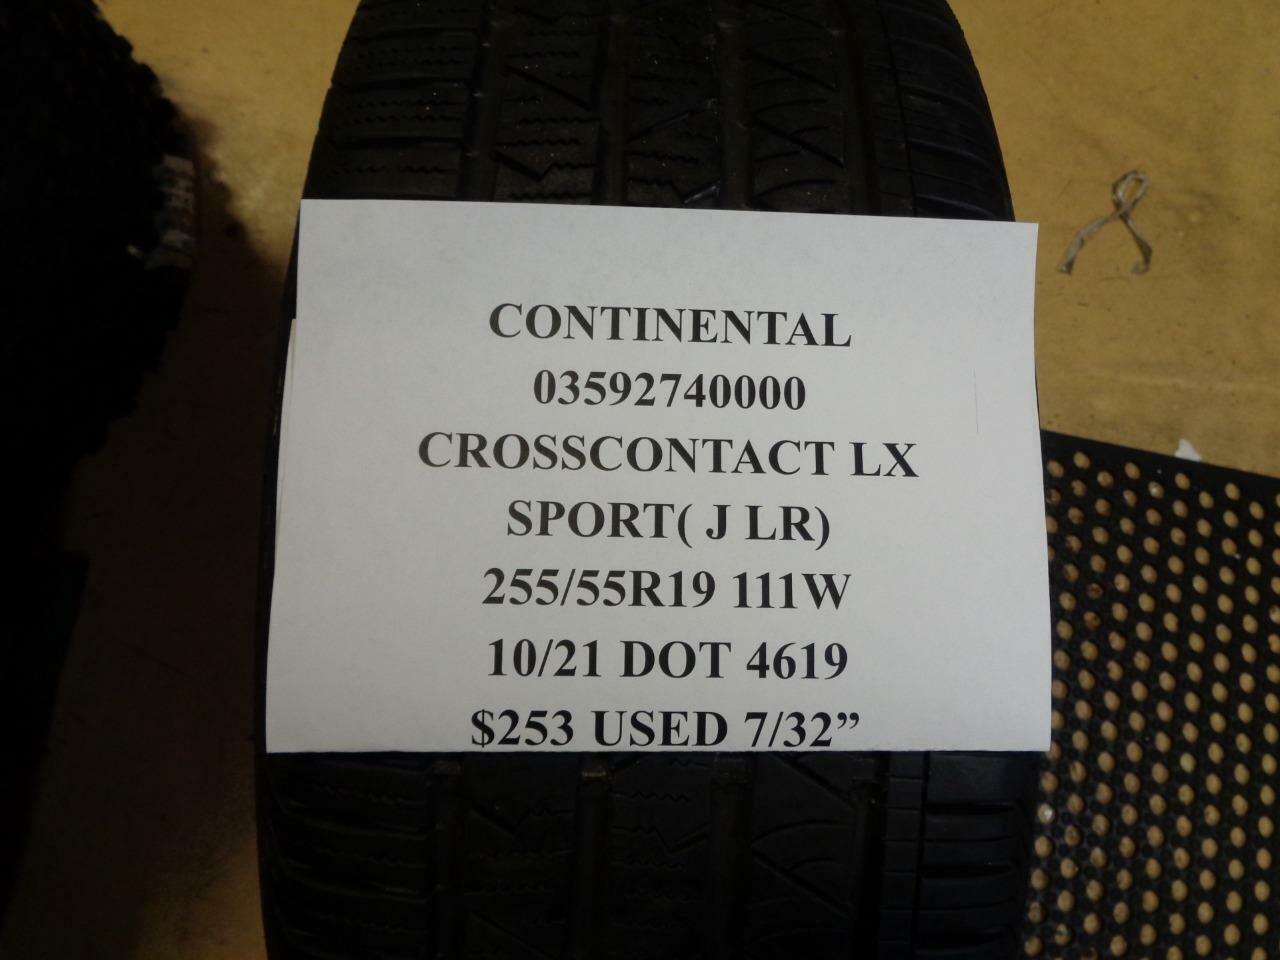 CONTINENTAL
03592740000
CROSSCONTACT LX
SPORT( J LR)
255/55R19 111W
10/21 DOT 4619
$253 USED 7/32”